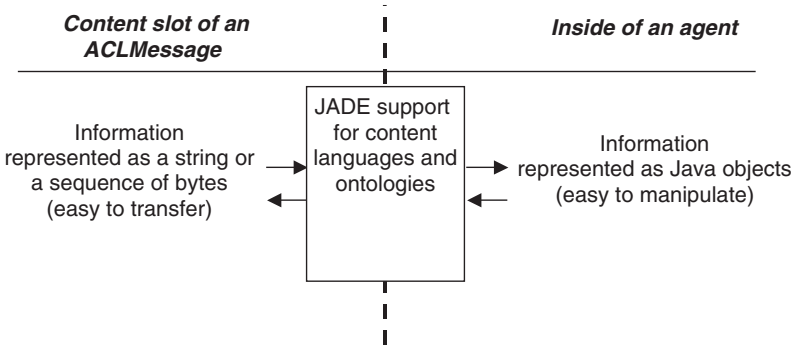 Content slot of an
ACLMessage
Inside of an agent
Information
represented as a string or
a sequence of bytes
(easy to transfer)
JADE support
for content
languages and
ontologies
Information
represented as Java objects
(easy to manipulate)